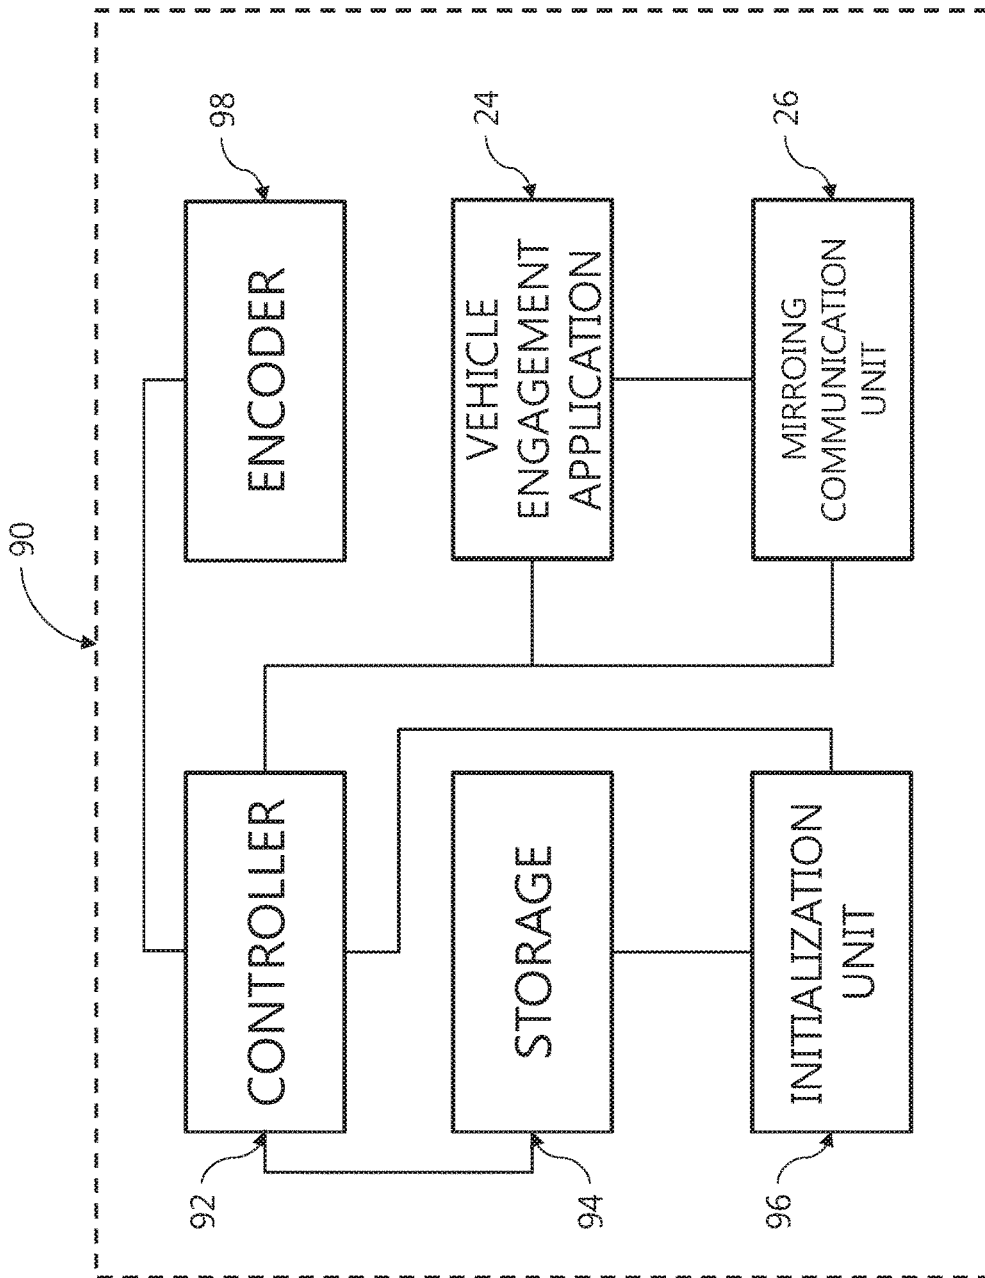 90
92
CONTROLLER
94
STORAGE
96
INITIALIZATION
UNIT
98
ENCODER
24
VEHICLE
ENGAGEMENT
APPLICATION
26
MIRROING
COMMUNICATION
UNIT